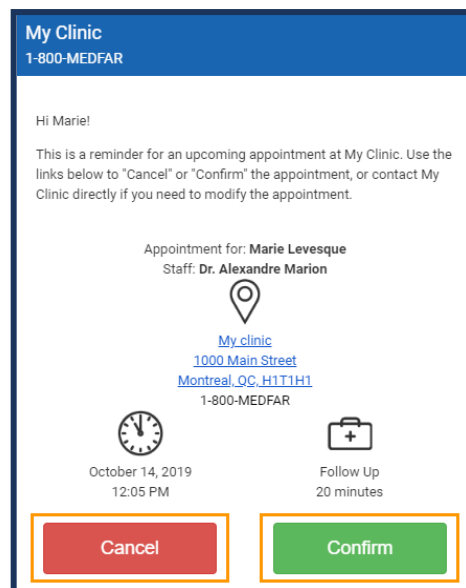 My Clinic
1-800-MEDFAR
Hi Marie!
This is a reminder for an upcoming appointment at My Clinic. Use the
links below to "Cancel" or "Confirm" the appointment, or contact My
Clinic directly if you need to modify the appointment.
Appointment for: Marie Levesque
Staff: Dr. Alexandre Marion
My clinic
1000 Main Street
Montreal, QC, H1T1H1
1-800-MEDFAR
October 14, 2019
12:05 PM
Follow Up
20 minutes
Cancel
Confirm